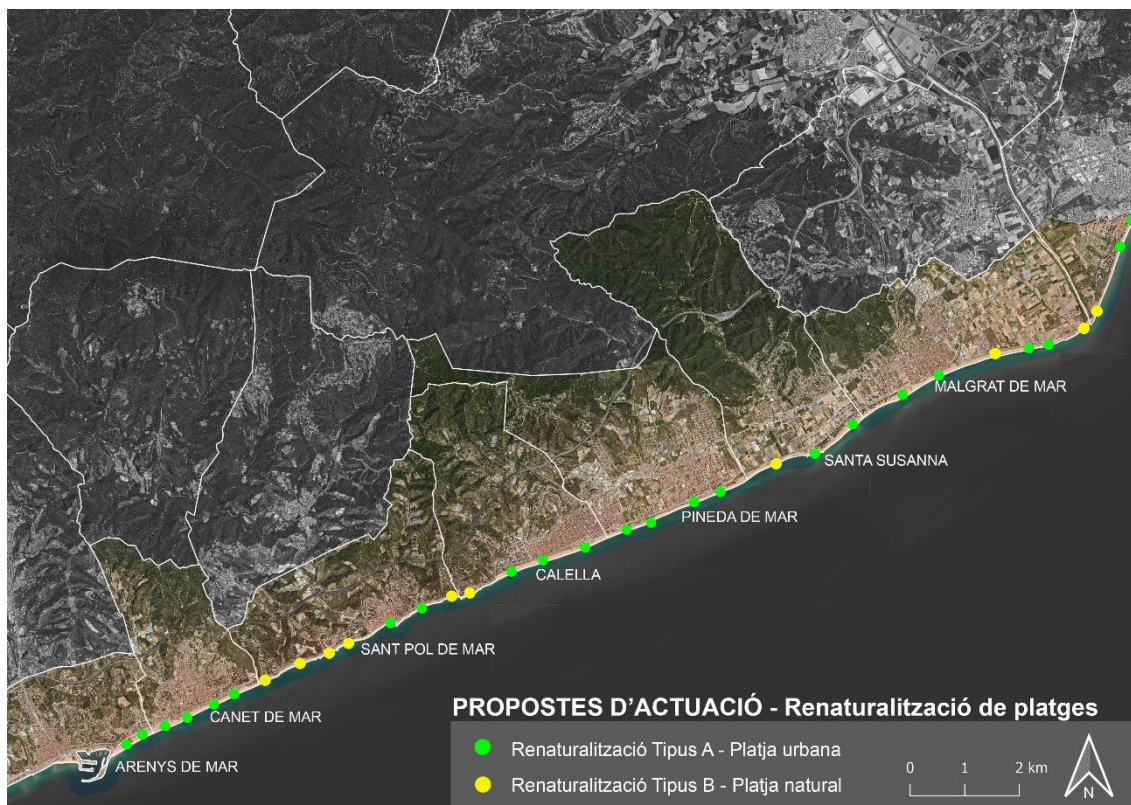 MALGRAT DE MAR
SANTA SUSANNA
PINEDA DE MAR
CALELLA
SANT POL DE MAR
CANET DE MAR
ARENYS DE MAR
PROPOSTES D'ACTUACIÓ - Renaturalització de platges
Renaturalització Tipus A - Platja urbana
Renaturalització Tipus B - Platja natural
0 1 2 km
N